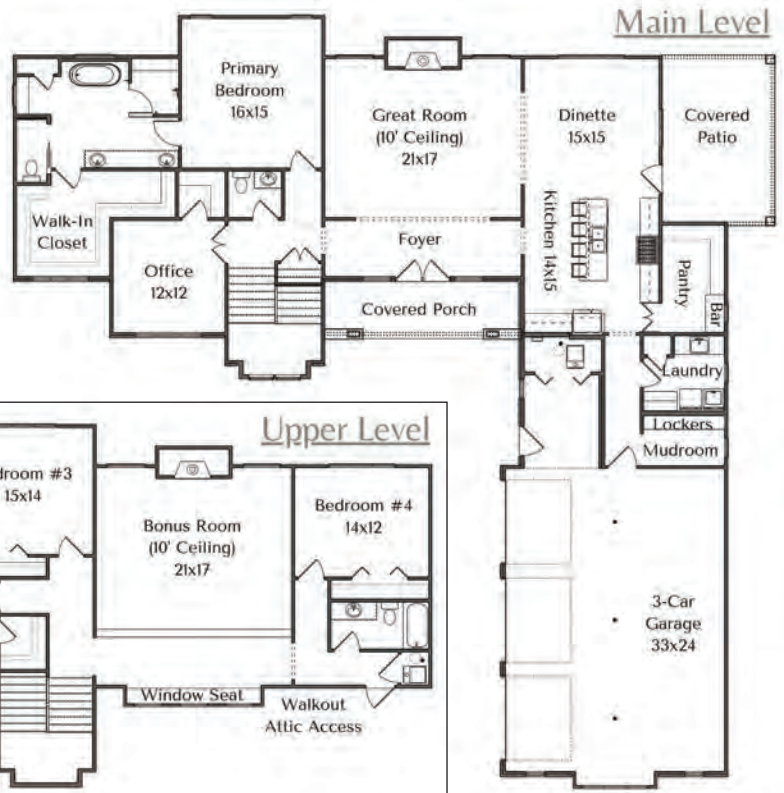 Main Level
Primary
Bedroom
16x15
Great Room
(10' Ceiling)
21x17
Dinette
15x15
Covered
Patio
Walk-In
Closet
Office
12x12
Foyer
Kitchen 14x15
Pantry
Bar
Covered Porch
Laundry
Lockers
Mudroom
3-Car
Garage
33x24
Upper Level
droom #3
15x14
Bonus Room
(10' Ceiling)
21x17
Bedroom #4
14x12
Window Seat
Walkout
Attic Access